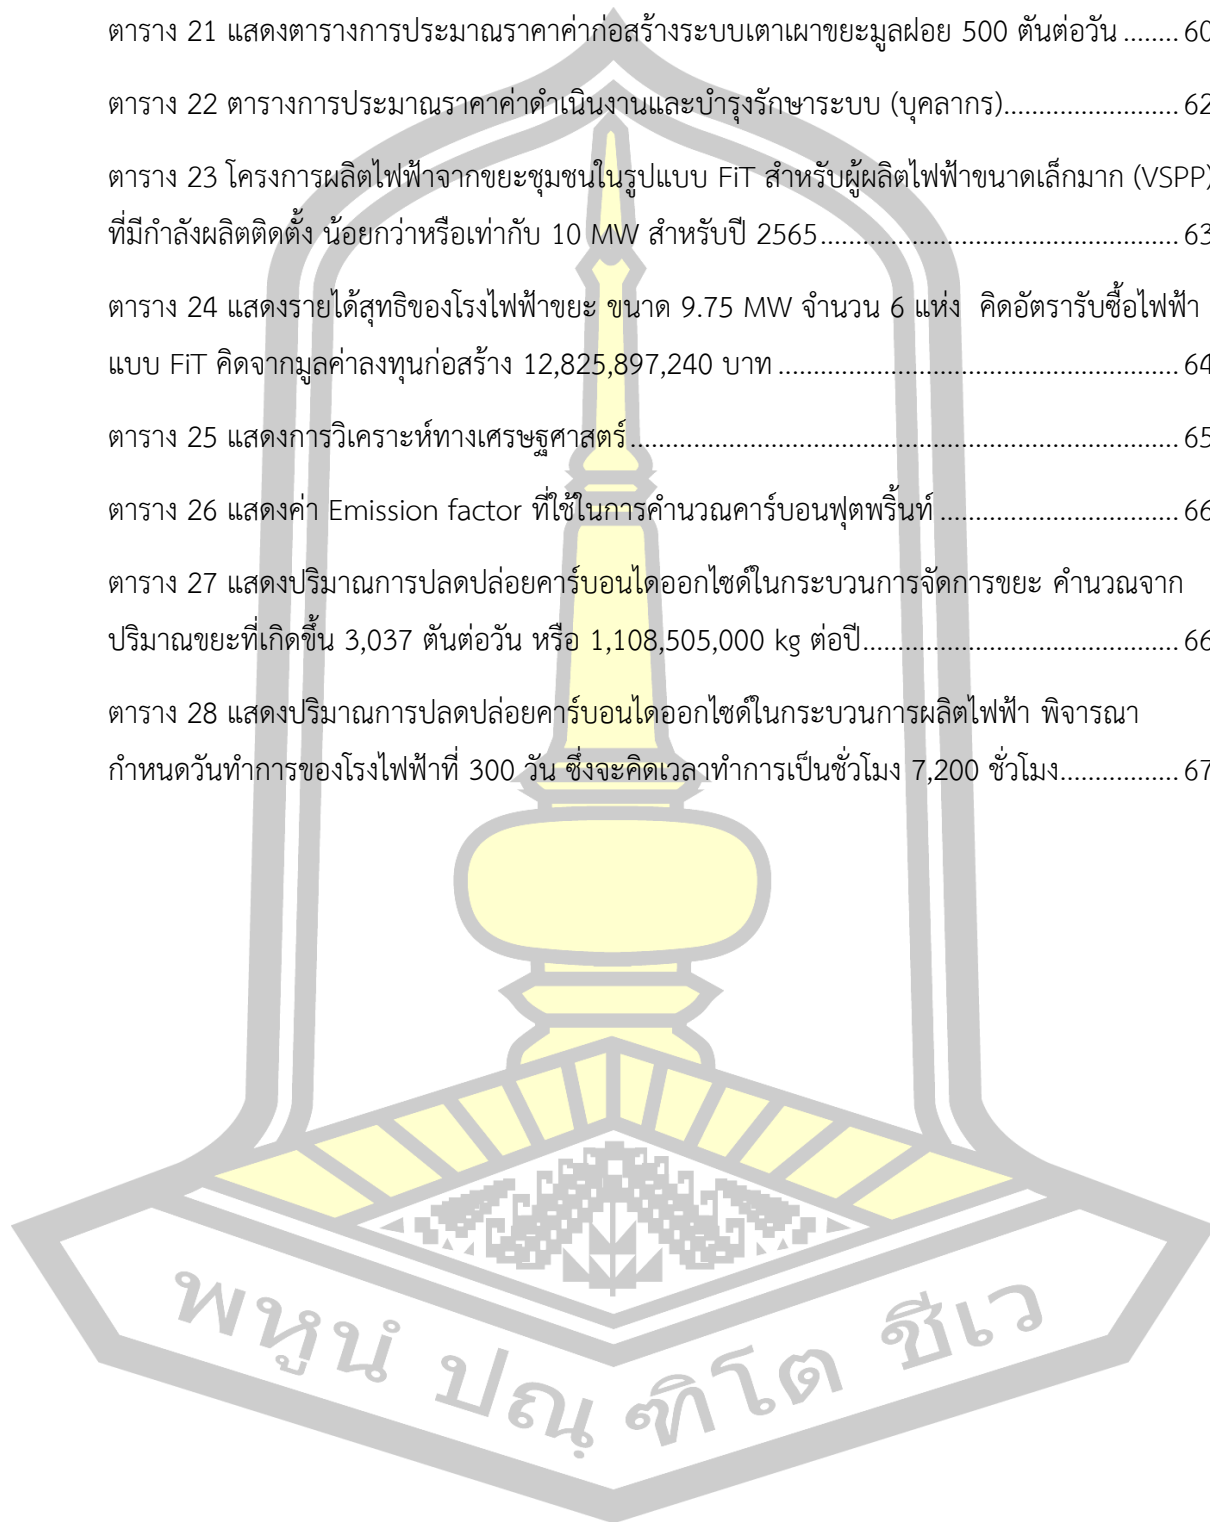 ตาราง 21 แสดงตารางการประมาณราคาค่าก่อสร้างระบบเตาเผาขยะมูลฝอย 500 ตันต่อวัน ........ 60
ตาราง 22 ตารางการประมาณราคาค่าดำเนินงานและบำรุงรักษาระบบ (บุคลากร)......................... 62
ตาราง 23 โครงการผลิตไฟฟ้าจากขยะชุมชนในรูปแบบ FiT สำหรับผู้ผลิตไฟฟ้าขนาดเล็กมาก (VSPP)
ที่มีกำลังผลิตติดตั้ง น้อยกว่าหรือเท่ากับ 10 MW สำหรับปี 2565................................................... 63
ตาราง 24 แสดงรายได้สุทธิของโรงไฟฟ้าขยะ ขนาด 9.75 MW จำนวน 6 แห่ง คิดอัตรารับซื้อไฟฟ้า
แบบ FiT คิดจากมูลค่าลงทุนก่อสร้าง 12,825,897,240 บาท ......................................................... 64
ตาราง 25 แสดงการวิเคราะห์ทางเศรษฐศาสตร์.............................................................................. 65
ตาราง 26 แสดงค่า Emission factor ที่ใช้ในการคำนวณคาร์บอนฟุตพริ้นท์ .................................. 66
ตาราง 27 แสดงปริมาณการปลดปล่อยคาร์บอนไดออกไซด์ในกระบวนการจัดการขยะ คำนวณจาก
ปริมาณขยะที่เกิดขึ้น 3,037 ตันต่อวัน หรือ 1,108,505,000 kg ต่อปี............................................. 66
ตาราง 28 แสดงปริมาณการปลดปล่อยคาร์บอนไดออกไซด์ในกระบวนการผลิตไฟฟ้า พิจารณา
กำหนดวันทำการของโรงไฟฟ้าที่ 300 วัน ซึ่งจะคิดเวลาทำการเป็นชั่วโมง 7,200 ชั่วโมง................. 67
พหูนํ ปณฺฑิโต ชีเว